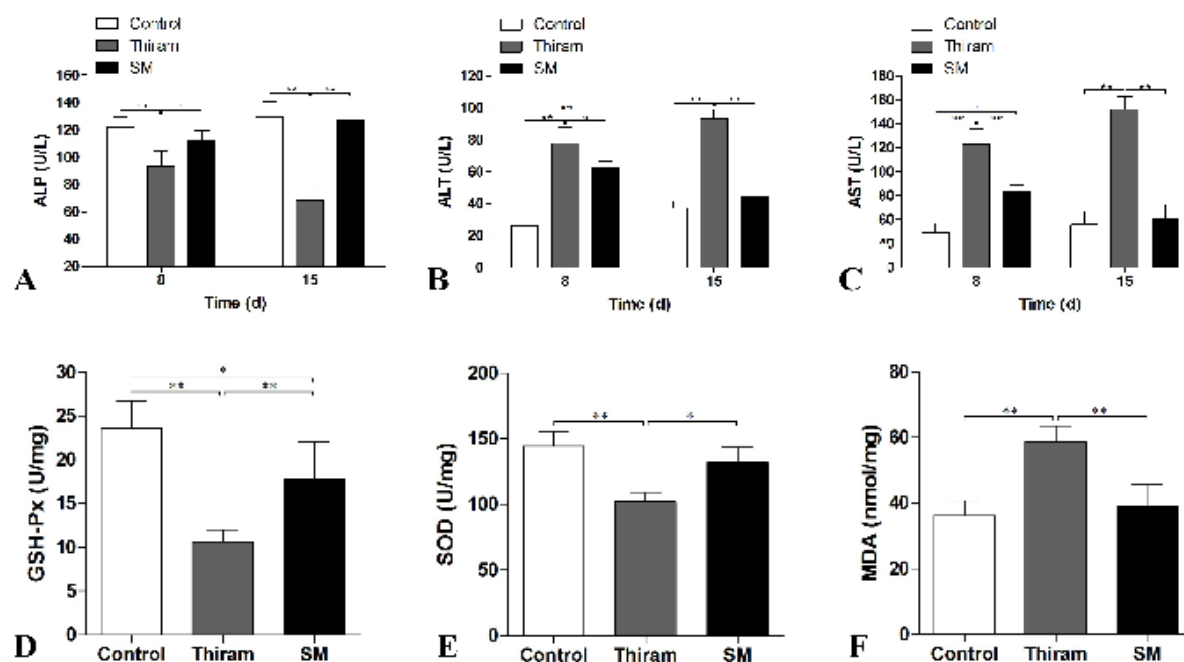 Control
Thiram
SM
ALP (U/L)
160
140
120
100
80
60
40
20
8
15
Time (d)
A
Control
Thiram
SM
ALT (U/L)
120
100
80
60
40
20
0
8
15
Time (d)
B
Control
Thiram
SM
AST (U/L)
180
160
140
120
100
80
60
40
8
15
Time (d)
C
GSH-Px (U/mg)
30
25
20
15
10
5
0
*
** **
Control Thiram SM
D
SOD (U/mg)
200
150
100
50
0
** *
Control Thiram SM
E
MDA (nmol/mg)
80
60
40
20
0
** **
Control Thiram SM
F